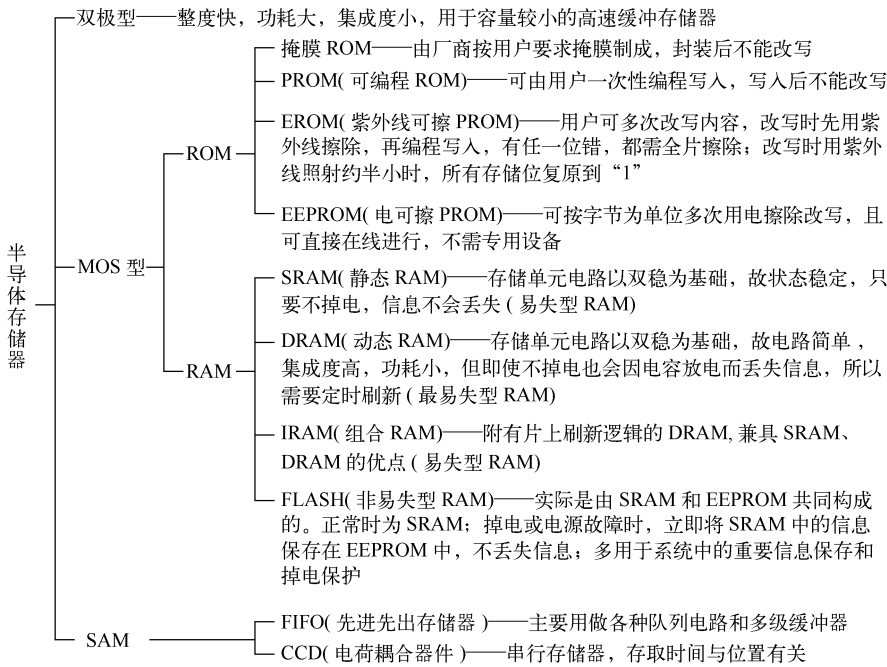 双极型——整度快，功耗大，集成度小，用于容量较小的高速缓冲存储器
掩膜 ROM——由厂商按用户要求掩膜制成，封装后不能改写
PROM( 可编程 ROM)——可由用户一次性编程写入，写入后不能改写
EROM( 紫外线可擦 PROM)——用户可多次改写内容，改写时先用紫
外线擦除，再编程写入，有任一位错，都需全片擦除；改写时用紫外
线照射约半小时，所有存储位复原到“1”
ROM
EEPROM( 电可擦 PROM)——可按字节为单位多次用电擦除改写，且
可直接在线进行，不需专用设备
半导体存储器
MOS 型
SRAM( 静态 RAM)——存储单元电路以双稳为基础，故状态稳定，只
要不掉电，信息不会丢失 ( 易失型 RAM)
DRAM( 动态 RAM)——存储单元电路以双稳为基础，故电路简单 ，
集成度高，功耗小，但即使不掉电也会因电容放电而丢失信息，所以
需要定时刷新 ( 最易失型 RAM)
RAM
IRAM( 组合 RAM)——附有片上刷新逻辑的 DRAM, 兼具 SRAM、
DRAM 的优点 ( 易失型 RAM)
FLASH( 非易失型 RAM)——实际是由 SRAM 和 EEPROM 共同构成
的。正常时为 SRAM；掉电或电源故障时，立即将 SRAM 中的信息
保存在 EEPROM 中，不丢失信息；多用于系统中的重要信息保存和
掉电保护
SAM
FIFO( 先进先出存储器 )——主要用做各种队列电路和多级缓冲器
CCD( 电荷耦合器件 )——串行存储器，存取时间与位置有关